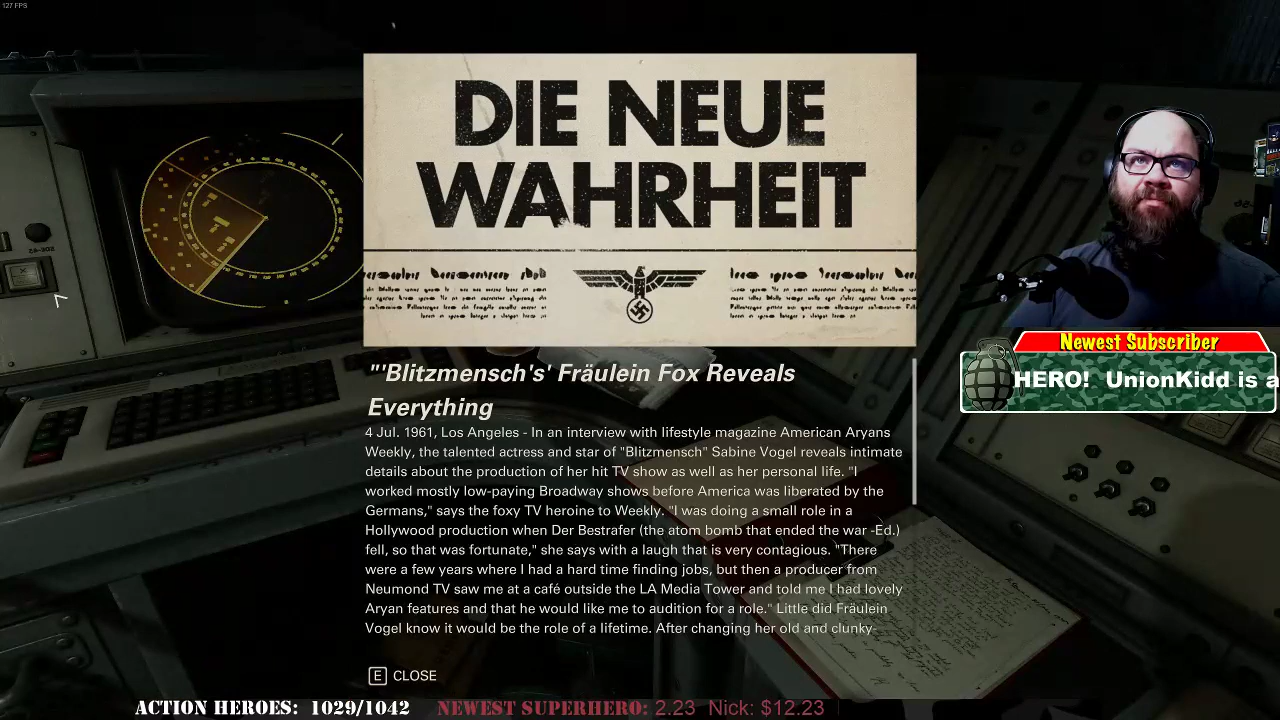 127 FPS
DIE NEUE
WAHRHEIT
"'Blitzmensch's' Fräulein Fox Reveals
Everything
4 Jul. 1961, Los Angeles - In an interview with lifestyle magazine American Aryans
Weekly, the talented actress and star of "Blitzmensch" Sabine Vogel reveals intimate
details about the production of her hit TV show as well as her personal life. "I
worked mostly low-paying Broadway shows before America was liberated by the
Germans," says the foxy TV heroine to Weekly. "I was doing a small role in a
Hollywood production when Der Bestrafer (the atom bomb that ended the war -Ed.)
fell, so that was fortunate," she says with a laugh that is very contagious. "There
were a few years where I had a hard time finding jobs, but then a producer from
Neumond TV saw me at a café outside the LA Media Tower and told me I had lovely
Aryan features and that he would like me to audition for a role." Little did Fräulein
Vogel know it would be the role of a lifetime. After changing her old and clunky-
E CLOSE
Newest Subscriber
HERO! UnionKidd is a
ACTION HEROES: 1029/1042 NEWEST SUPERHERO: 2.23 Nick: $12.23